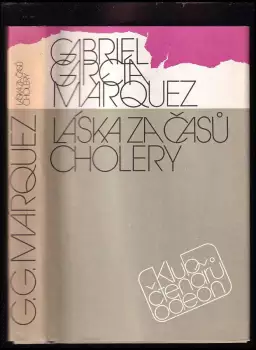 G.G. MÁRQUEZ
LÁSKA ZA ČASŮ
CHOLERY
GABRIEL
GARCÍA
MÁRQUEZ
LÁSKA ZA ČASŮ
CHOLERY
Klub
čtenářů
odeon